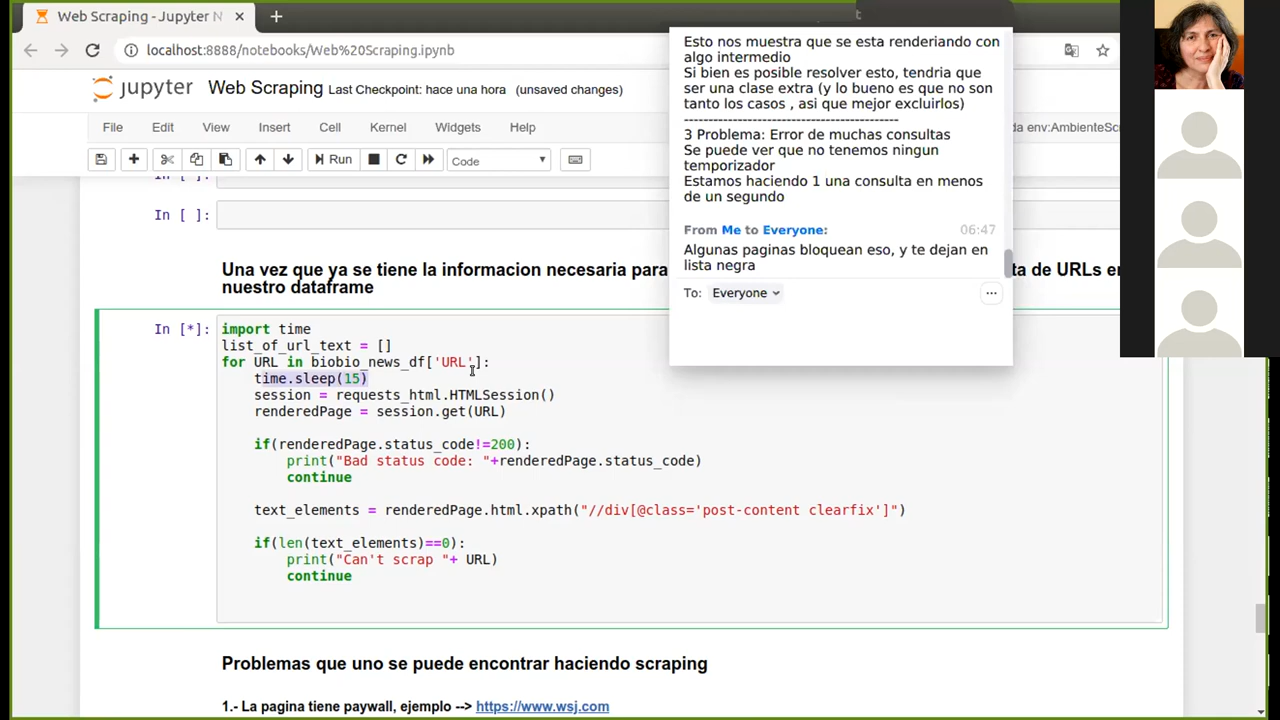 Web Scraping - Jupyter N
localhost:8888/notebooks/Web%20Scraping.ipynb
jupyter Web Scraping Last Checkpoint: hace una hora (unsaved changes)
File Edit View Insert Cell Kernel Widgets Help
da env:AmbienteScr
Run Code
In [ ]:
In [ ]:
Una vez que ya se tiene la informacion necesaria para
ta de URLs en
nuestro dataframe
In [*]:
import time
list_of_url_text = []
for URL in biobio_news_df['URL']:
time.sleep(15)
session = requests_html.HTMLSession()
renderedPage = session.get(URL)
if(renderedPage.status_code!=200):
print("Bad status code: "+renderedPage.status_code)
continue
text_elements = renderedPage.html.xpath("//div[@class='post-content clearfix']")
if(len(text_elements)==0):
print("Can't scrap "+ URL)
continue
Problemas que uno se puede encontrar haciendo scraping
1.- La pagina tiene paywall, ejemplo --> https://www.wsj.com
Esto nos muestra que se esta renderiando con
algo intermedio
Si bien es posible resolver esto, tendria que
ser una clase extra (y lo bueno es que no son
tanto los casos , asi que mejor excluirlos)
-------------------------------------------
3 Problema: Error de muchas consultas
Se puede ver que no tenemos ningun
temporizador
Estamos haciendo 1 una consulta en menos
de un segundo
From Me to Everyone: 06:47
Algunas paginas bloquean eso, y te dejan en
lista negra
To: Everyone